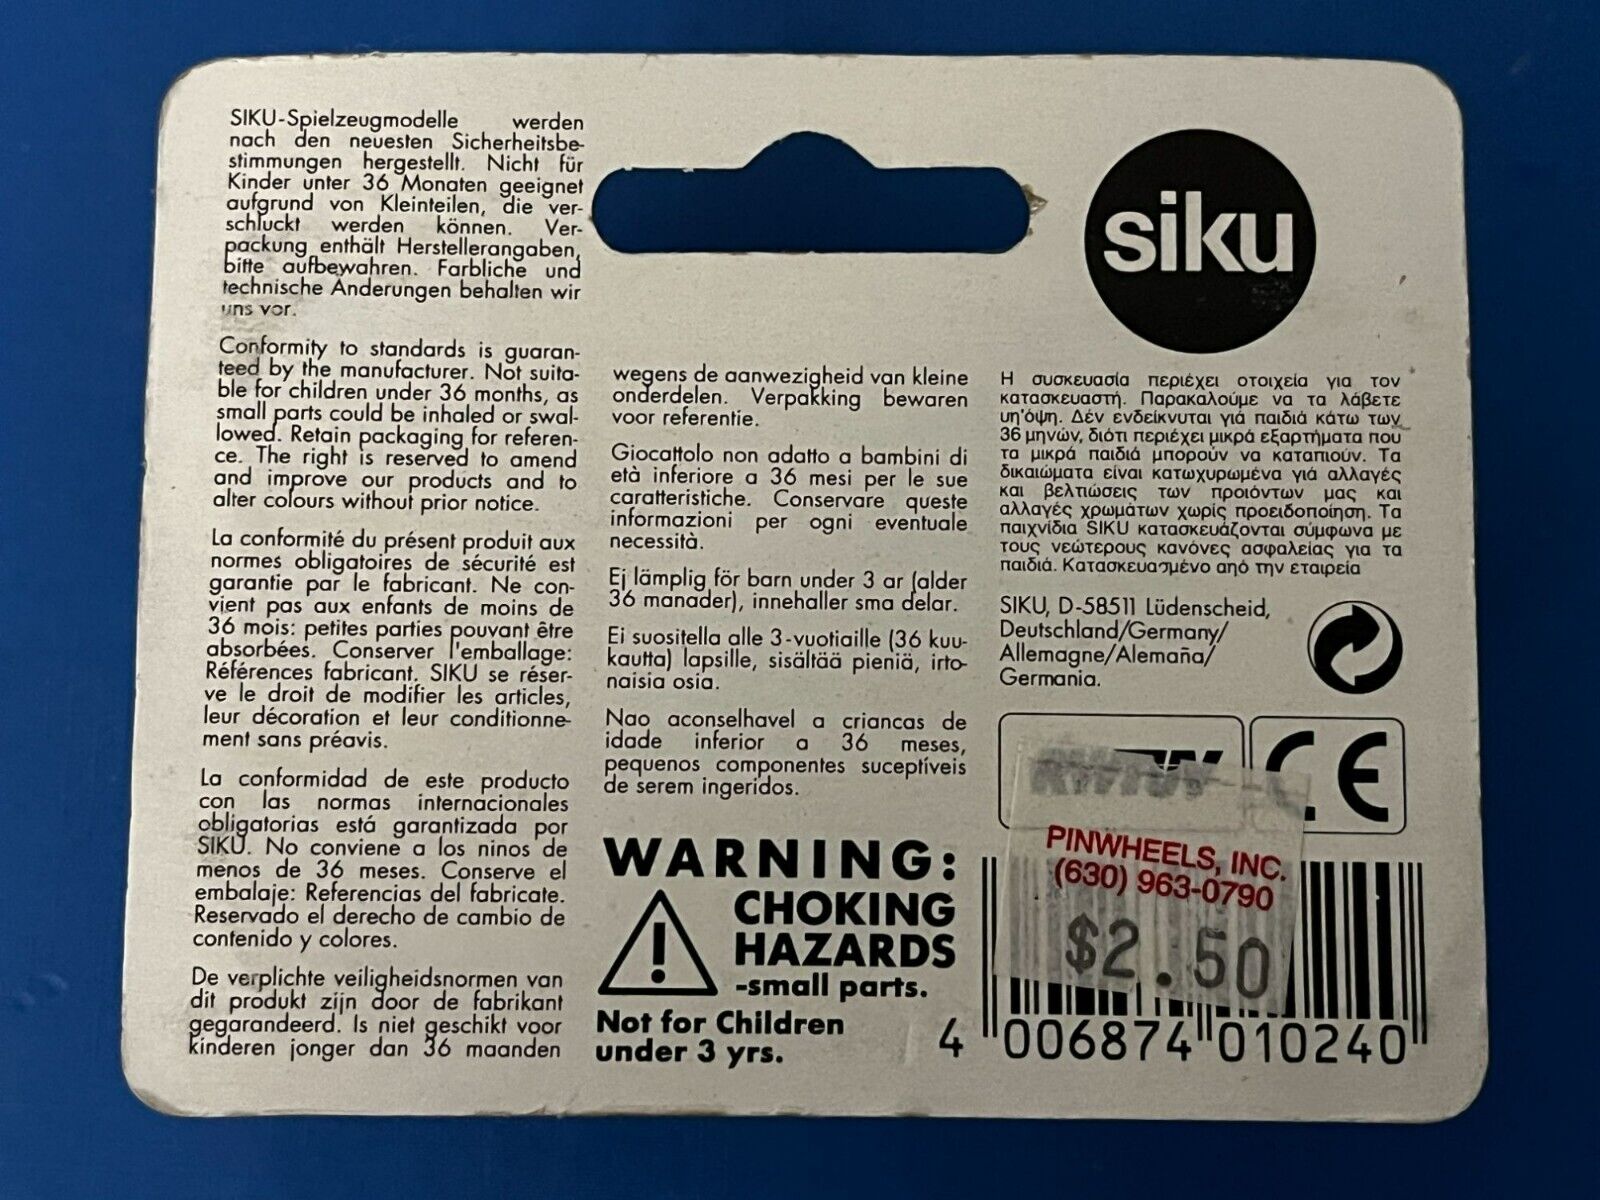 SIKU-Spielzeugmodelle werden
nach den neuesten Sicherheitsbe-
stimmungen hergestellt. Nicht für
Kinder unter 36 Monaten geeignet
aufgrund von Kleinteilen, die ver-
schluckt werden können. Ver-
packung enthält Herstellerangaben,
bitte aufbewahren. Farbliche und
technische Änderungen behalten wir
uns vor.
Conformity to standards is guaran-
teed by the manufacturer. Not suita-
ble for children under 36 months, as
small parts could be inhaled or swal-
lowed. Retain packaging for referen-
ce. The right is reserved to amend
and improve our products and to
alter colours without prior notice.
La conformité du présent produit aux
normes obligatoires de sécurité est
garantie par le fabricant. Ne con-
vient pas aux enfants de moins de
36 mois: petites parties pouvant être
absorbées. Conserver l'emballage:
Références fabricant. SIKU se réser-
ve le droit de modifier les articles,
leur décoration et leur conditionne-
ment sans préavis.
La conformidad de este producto
con las normas internacionales
obligatorias está garantizada por
SIKU. No conviene a los ninos de
menos de 36 meses. Conserve el
embalaje: Referencias del fabricate.
Reservado el derecho de cambio de
contenido y colores.
De verplichte veiligheidsnormen van
dit produkt zijn door de fabrikant
gegarandeerd. Is niet geschikt voor
kinderen jonger dan 36 maanden
wegens de aanwezigheid van kleine
onderdelen. Verpakking bewaren
voor referentie.
Giocattolo non adatto a bambini di
età inferiore a 36 mesi per le sue
caratteristiche. Conservare queste
informazioni per ogni eventuale
necessità.
Ej lämplig för barn under 3 ar (alder
36 manader), innehaller sma delar.
Ei suositella alle 3-vuotiaille (36 kuu-
kautta) lapsille, sisältää pieniä, irto-
naisia osia.
Nao aconselhavel a criancas de
idade inferior a 36 meses,
pequenos componentes suceptíveis
de serem ingeridos.
WARNING:
CHOKING
HAZARDS
-small parts.
Not for Children
under 3 yrs.
siku
Η συσκευασία περιέχει οτοιχεία για τον
κατασκευαστή. Παρακαλούμε να τα λάβετε
υη'όψη. Δέν ενδείκνυται γιά παιδιά κάτω των
36 μηνών, διότι περιέχει μικρά εξαρτήματα που
τα μικρά παιδιά μπορούν να καταπιούν. Τα
δικαιώματα είναι κατωχυρωμένα γιά αλλαγές
και βελτιώσεις των προιόντων μας και
αλλαγές χρωμάτων χωρίς προειδοποίηση. Τα
παιχνίδια SIKU κατασκευάζονται σύμφωνα με
τους νεώτερους κανόνες ασφαλείας για τα
παιδιά. Κατασκευασμένο αηό την εταιρεία
SIKU, D-58511 Lüdenscheid,
Deutschland/Germany/
Allemagne/Alemaña/
Germania.
CE
PINWHEELS, INC.
(630) 963-0790
$2.50
4 006874 010240